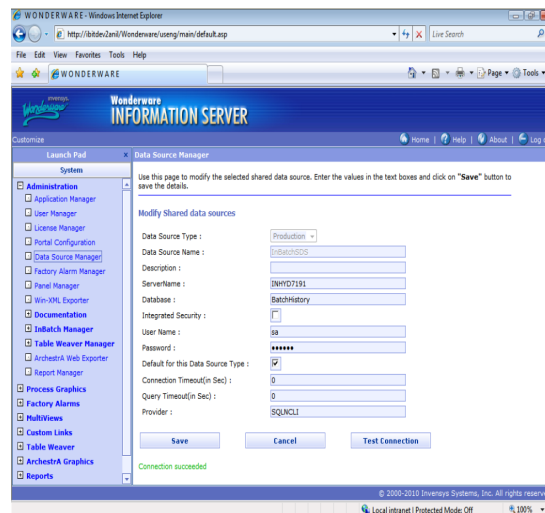 WONDERWARE - Windows Internet Explorer
http://ibitdev2anil/Wonderware/useng/main/default.asp
Live Search
File Edit View Favorites Tools Help
WONDERWARE
Page Tools
invensys
Wonderware
Wonderware
INFORMATION SERVER
Customize
Home | Help | About | Log
Launch Pad x
Data Source Manager
System
Administration
Application Manager
User Manager
License Manager
Portal Configuration
Data Source Manager
Factory Alarm Manager
Panel Manager
Win-XML Exporter
Documentation
InBatch Manager
Table Weaver Manager
ArchestrA Web Exporter
Report Manager
Process Graphics
Factory Alarms
MultiViews
Custom Links
Table Weaver
ArchestrA Graphics
Reports
Use this page to modify the selected shared data source. Enter the values in the text boxes and click on "Save" button to
save the details.
Modify Shared data sources
Data Source Type : Production
Data Source Name : InBatchSDS
Description :
ServerName : INHYD7191
Database : BatchHistory
Integrated Security :
User Name : sa
Password : ••••••
Default for this Data Source Type :
Connection Timeout(in Sec) : 0
Query Timeout(in Sec) : 0
Provider : SQLNCLI
Save Cancel Test Connection
Connection succeeded
© 2000-2010 Invensys Systems, Inc. All rights reserve
Local intranet | Protected Mode: Off 100%